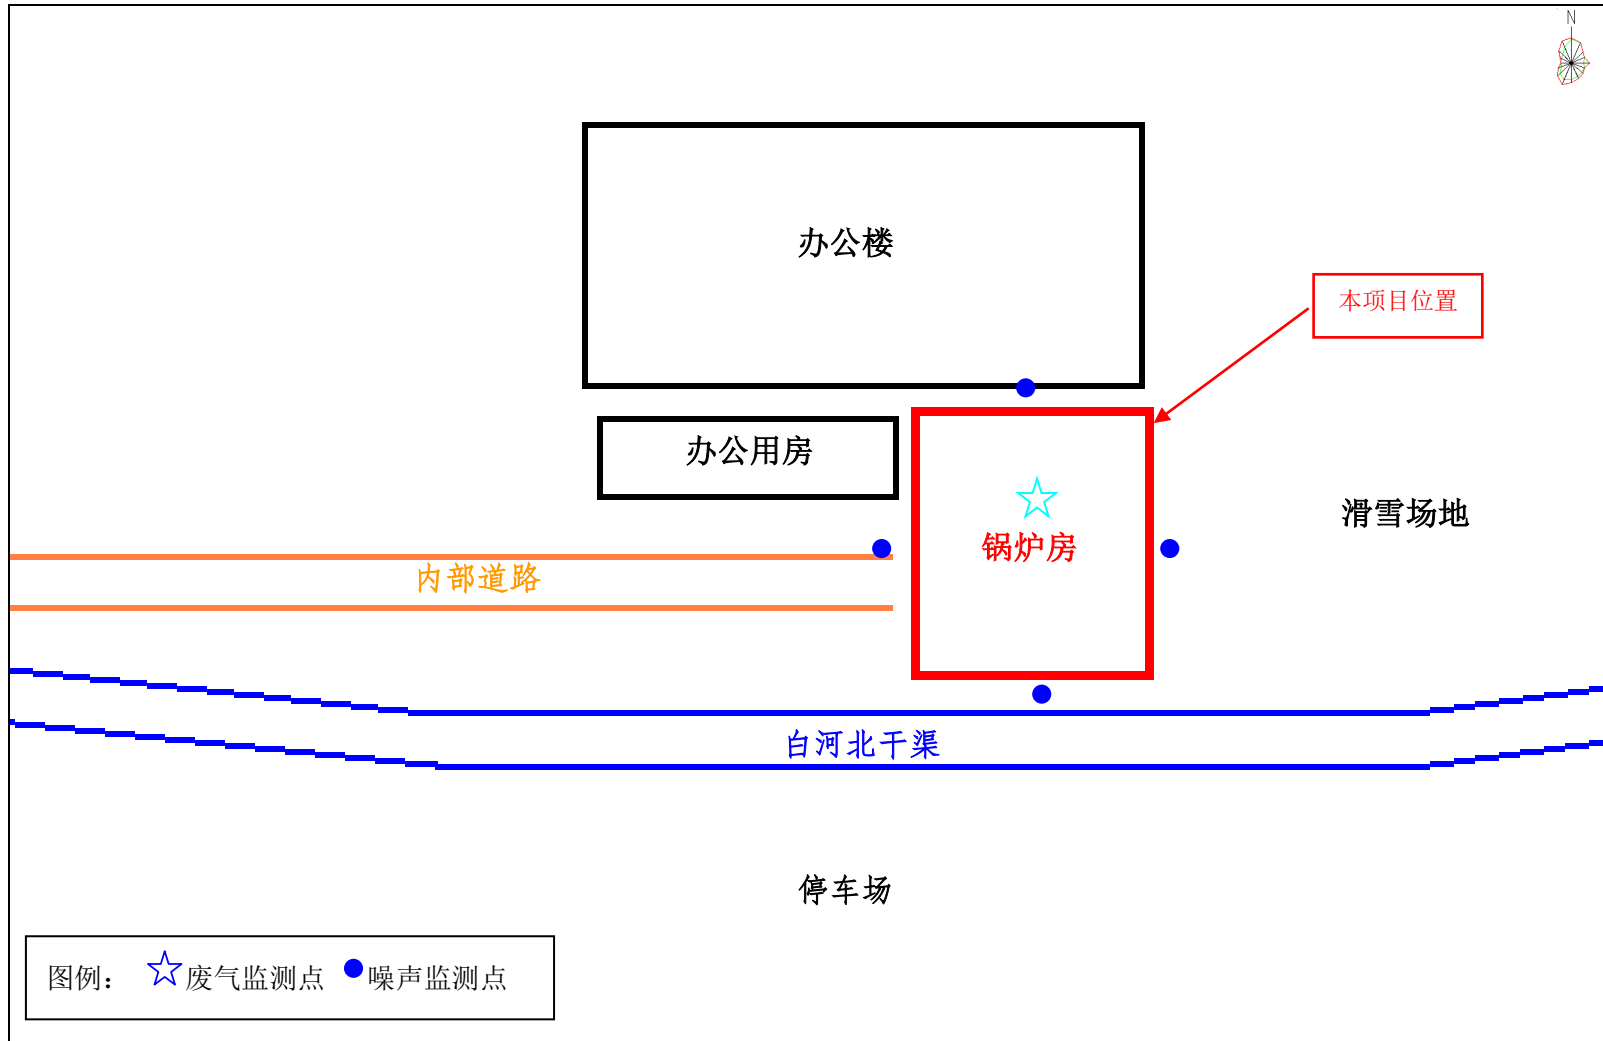 N
办公楼
本项目位置
办公用房
滑雪场地
锅炉房
内部道路
白河北干渠
停车场
图例： 废气监测点 噪声监测点